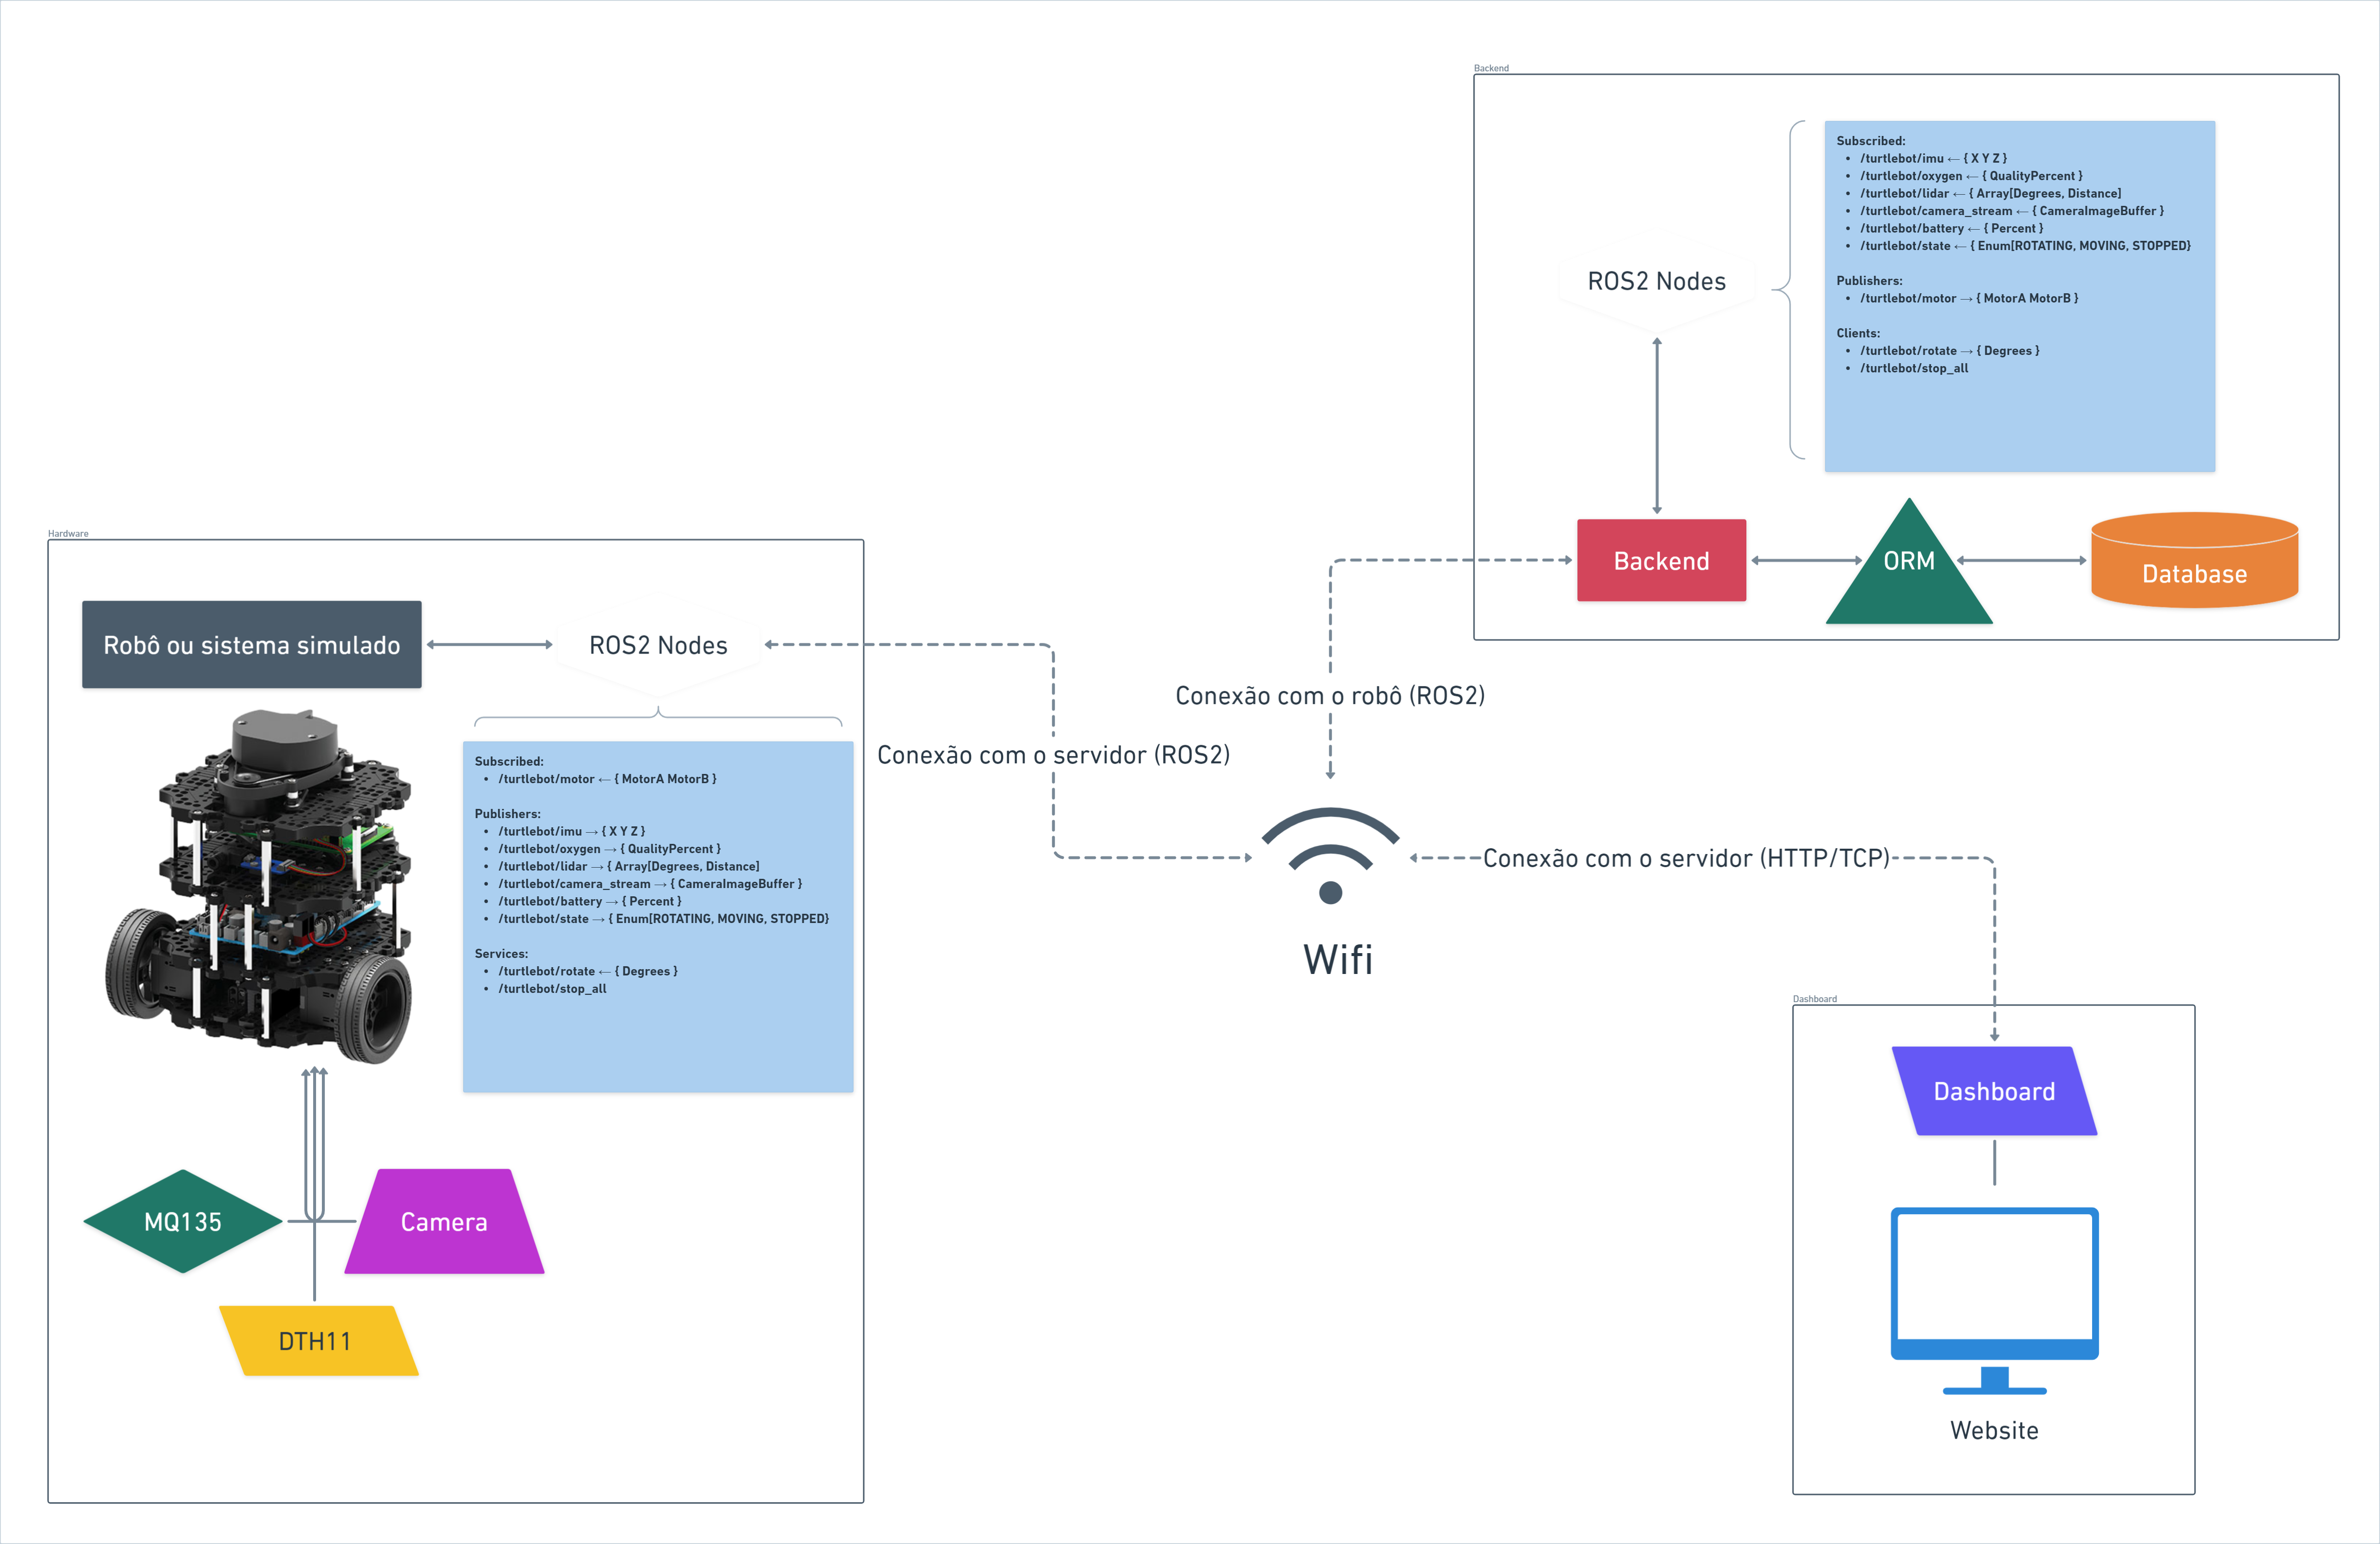 Backend
Subscribed:
• /turtlebot/imu ← { X Y Z }
• /turtlebot/oxygen ← { QualityPercent }
• /turtlebot/lidar ← { Array[Degrees, Distance]
• /turtlebot/camera_stream ← { CameraImageBuffer }
• /turtlebot/battery ← { Percent }
• /turtlebot/state ← { Enum[ROTATING, MOVING, STOPPED}
Publishers:
• /turtlebot/motor → { MotorA MotorB }
Clients:
• /turtlebot/rotate → { Degrees }
• /turtlebot/stop_all
ROS2 Nodes
Backend
ORM
Database
Hardware
Robô ou sistema simulado
ROS2 Nodes
Subscribed:
• /turtlebot/motor ← { MotorA MotorB }
Publishers:
• /turtlebot/imu → { X Y Z }
• /turtlebot/oxygen → { QualityPercent }
• /turtlebot/lidar → { Array[Degrees, Distance]
• /turtlebot/camera_stream → { CameraImageBuffer }
• /turtlebot/battery → { Percent }
• /turtlebot/state → { Enum[ROTATING, MOVING, STOPPED}
Services:
• /turtlebot/rotate ← { Degrees }
• /turtlebot/stop_all
MQ135
Camera
DTH11
Conexão com o robô (ROS2)
Conexão com o servidor (ROS2)
Conexão com o servidor (HTTP/TCP)
Wifi
Dashboard
Dashboard
Website